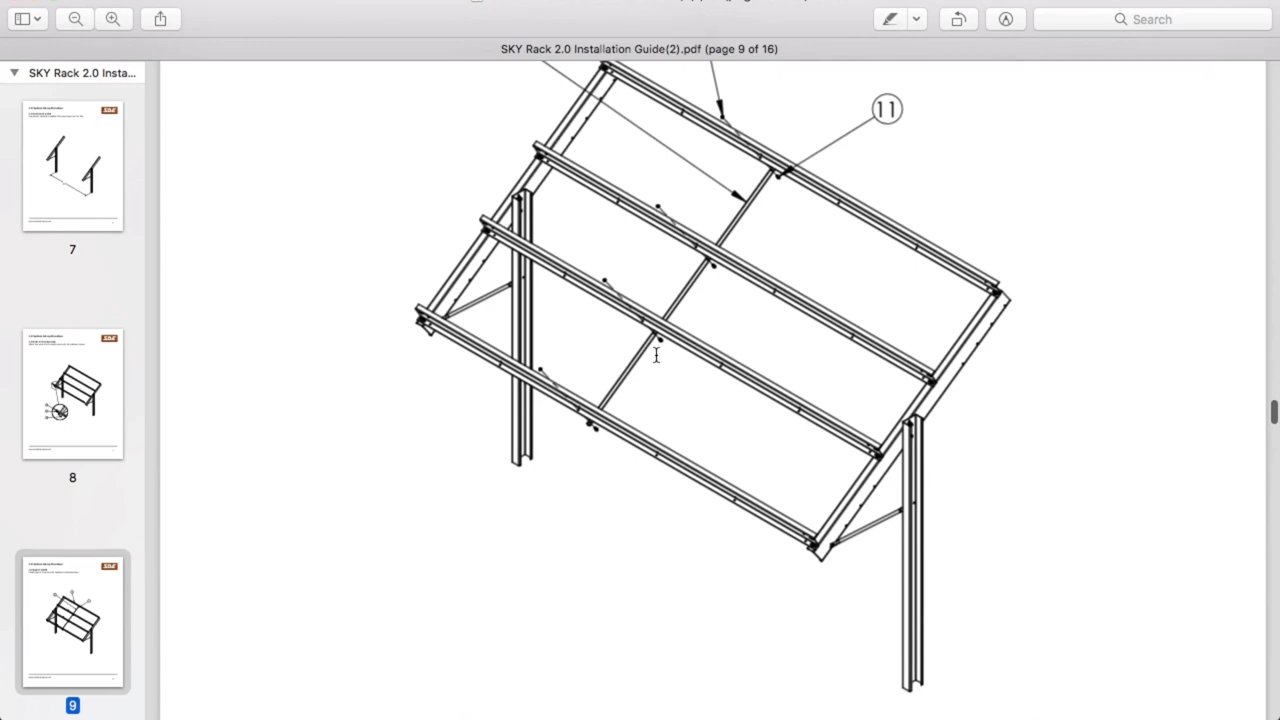 Search
SKY Rack 2.0 Installation Guide(2).pdf (page 9 of 16)
SKY Rack 2.0 Insta...
11
7
8
9